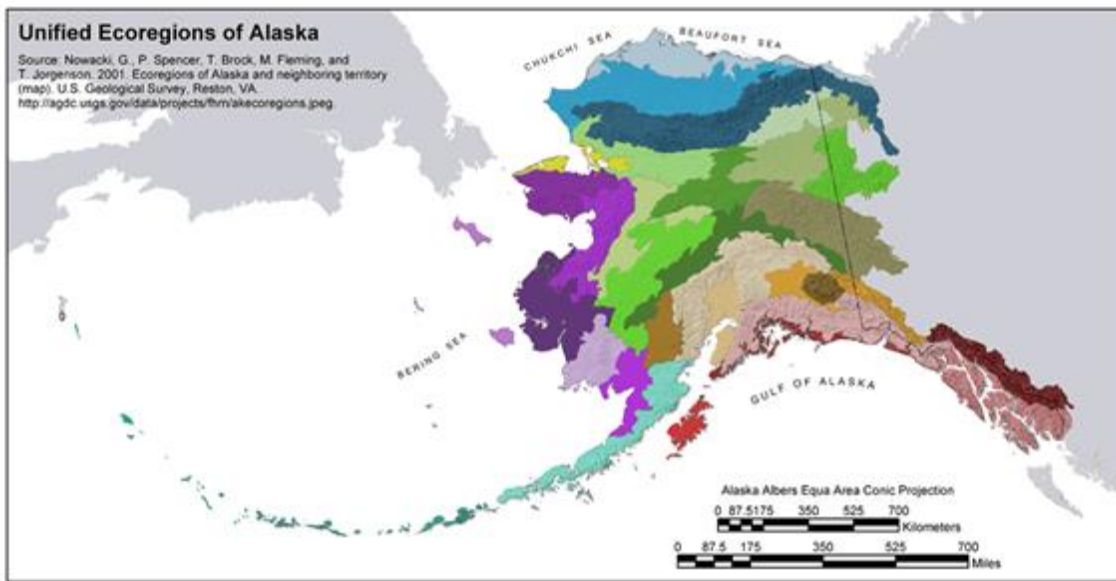 Unified Ecoregions of Alaska
Source: Nowacki, G., P. Spencer, T. Brock, M. Fleming, and
T. Jorgenson. 2001. Ecoregions of Alaska and neighboring territory
(map). U.S. Geological Survey, Reston, VA.
http://agdc.usgs.gov/data/projects/fhm/akecoregions.jpeg.
CHUKCHI SEA
BEAUFORT SEA
BERING SEA
GULF OF ALASKA
Alaska Albers Equa Area Conic Projection
0 87.5 175 350 525 700
Kilometers
0 87.5 175 350 525 700
Miles